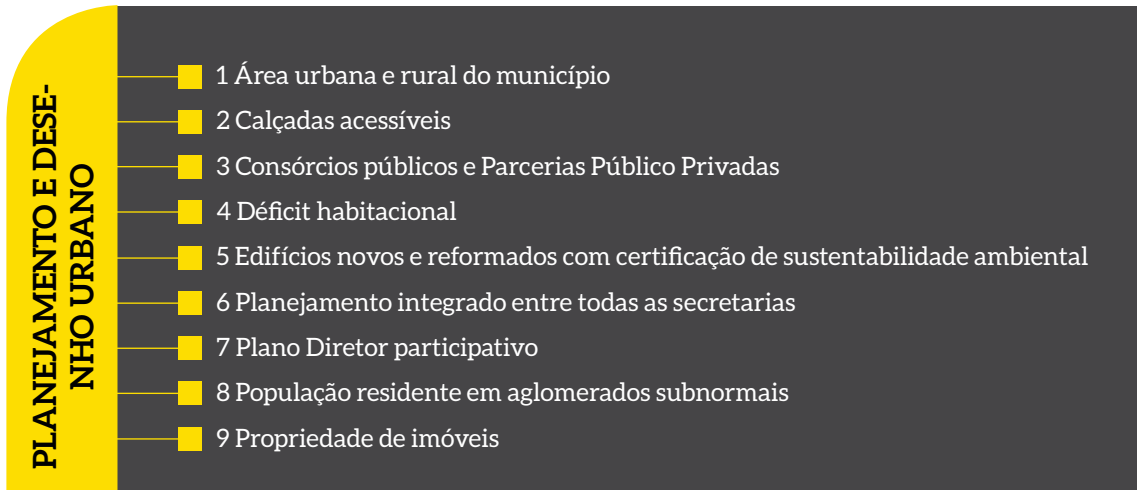 PLANEJAMENTO E DESE-
NHO URBANO
1 Área urbana e rural do município
2 Calçadas acessíveis
3 Consórcios públicos e Parcerias Público Privadas
4 Déficit habitacional
5 Edifícios novos e reformados com certificação de sustentabilidade ambiental
6 Planejamento integrado entre todas as secretarias
7 Plano Diretor participativo
8 População residente em aglomerados subnormais
9 Propriedade de imóveis